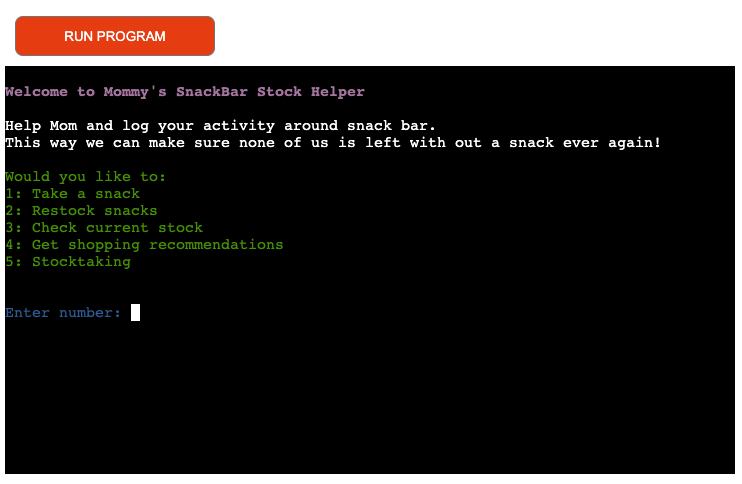 RUN PROGRAM
Welcome to Mommy's SnackBar Stock Helper
Help Mom and log your activity around snack bar.
This way we can make sure none of us is left with out a snack ever again!
Would you like to:
1: Take a snack
2: Restock snacks
3: Check current stock
4: Get shopping recommendations
5: Stocktaking
Enter number: